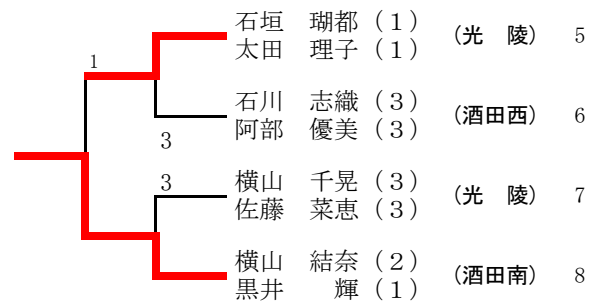 石垣　瑚都（１）
太田　理子（１）
（光　陵）
5
1
石川　志織（３）
阿部　優美（３）
（酒田西）
6
3
3
横山　千晃（３）
佐藤　菜恵（３）
（光　陵）
7
横山　結奈（２）
黒井　　輝（１）
（酒田南）
8